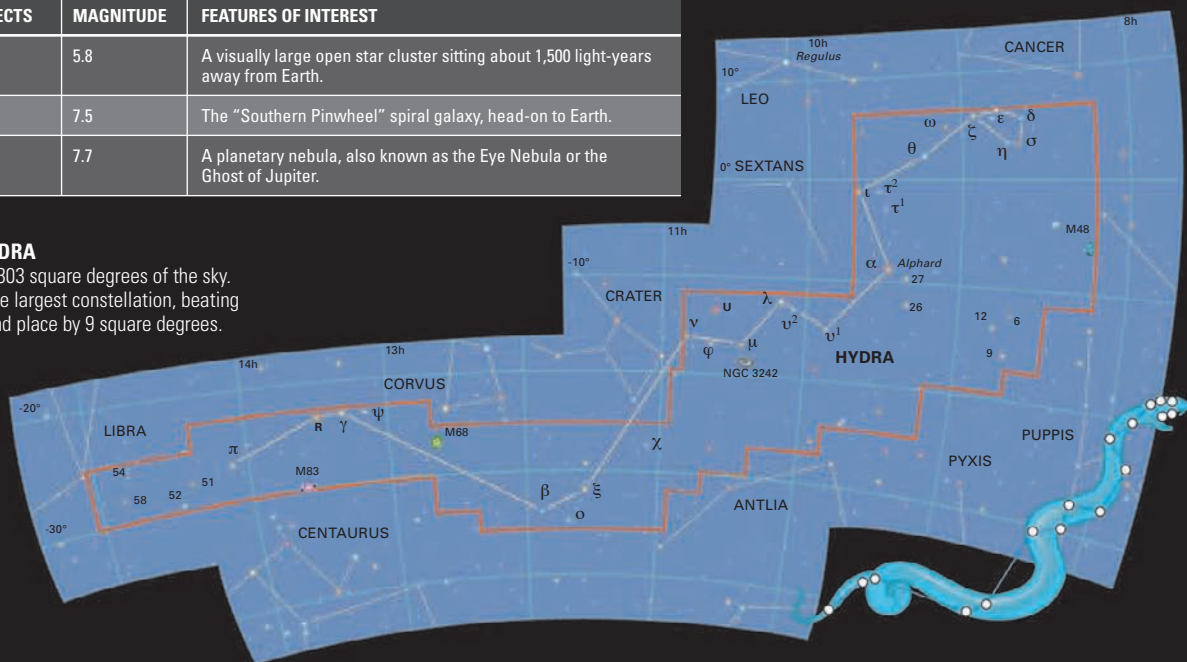 MAGNITUDE FEATURES OF INTEREST
5.8 A visually large open star cluster sitting about 1,500 light-years
away from Earth.
7.5 The “Southern Pinwheel” spiral galaxy, head-on to Earth.
7.7 A planetary nebula, also known as the Eye Nebula or the
Ghost of Jupiter.
303 square degrees of the sky.
largest constellation, beating
place by 9 square degrees.
8h
10h
Regulus
CANCER
10°
LEO
ω
ζ
ε
δ
θ
η
σ
0° SEXTANS
ι
τ²
τ¹
M48
11h
-10°
α
Alphard
27
CRATER
26
U
λ
12
6
ν
υ²
υ¹
φ
μ
9
HYDRA
NGC 3242
13h
14h
CORVUS
-20°
LIBRA
R
γ
ψ
M68
χ
PUPPIS
π
PYXIS
54
M83
51
58
52
β
ξ
ο
ANTLIA
-30°
CENTAURUS